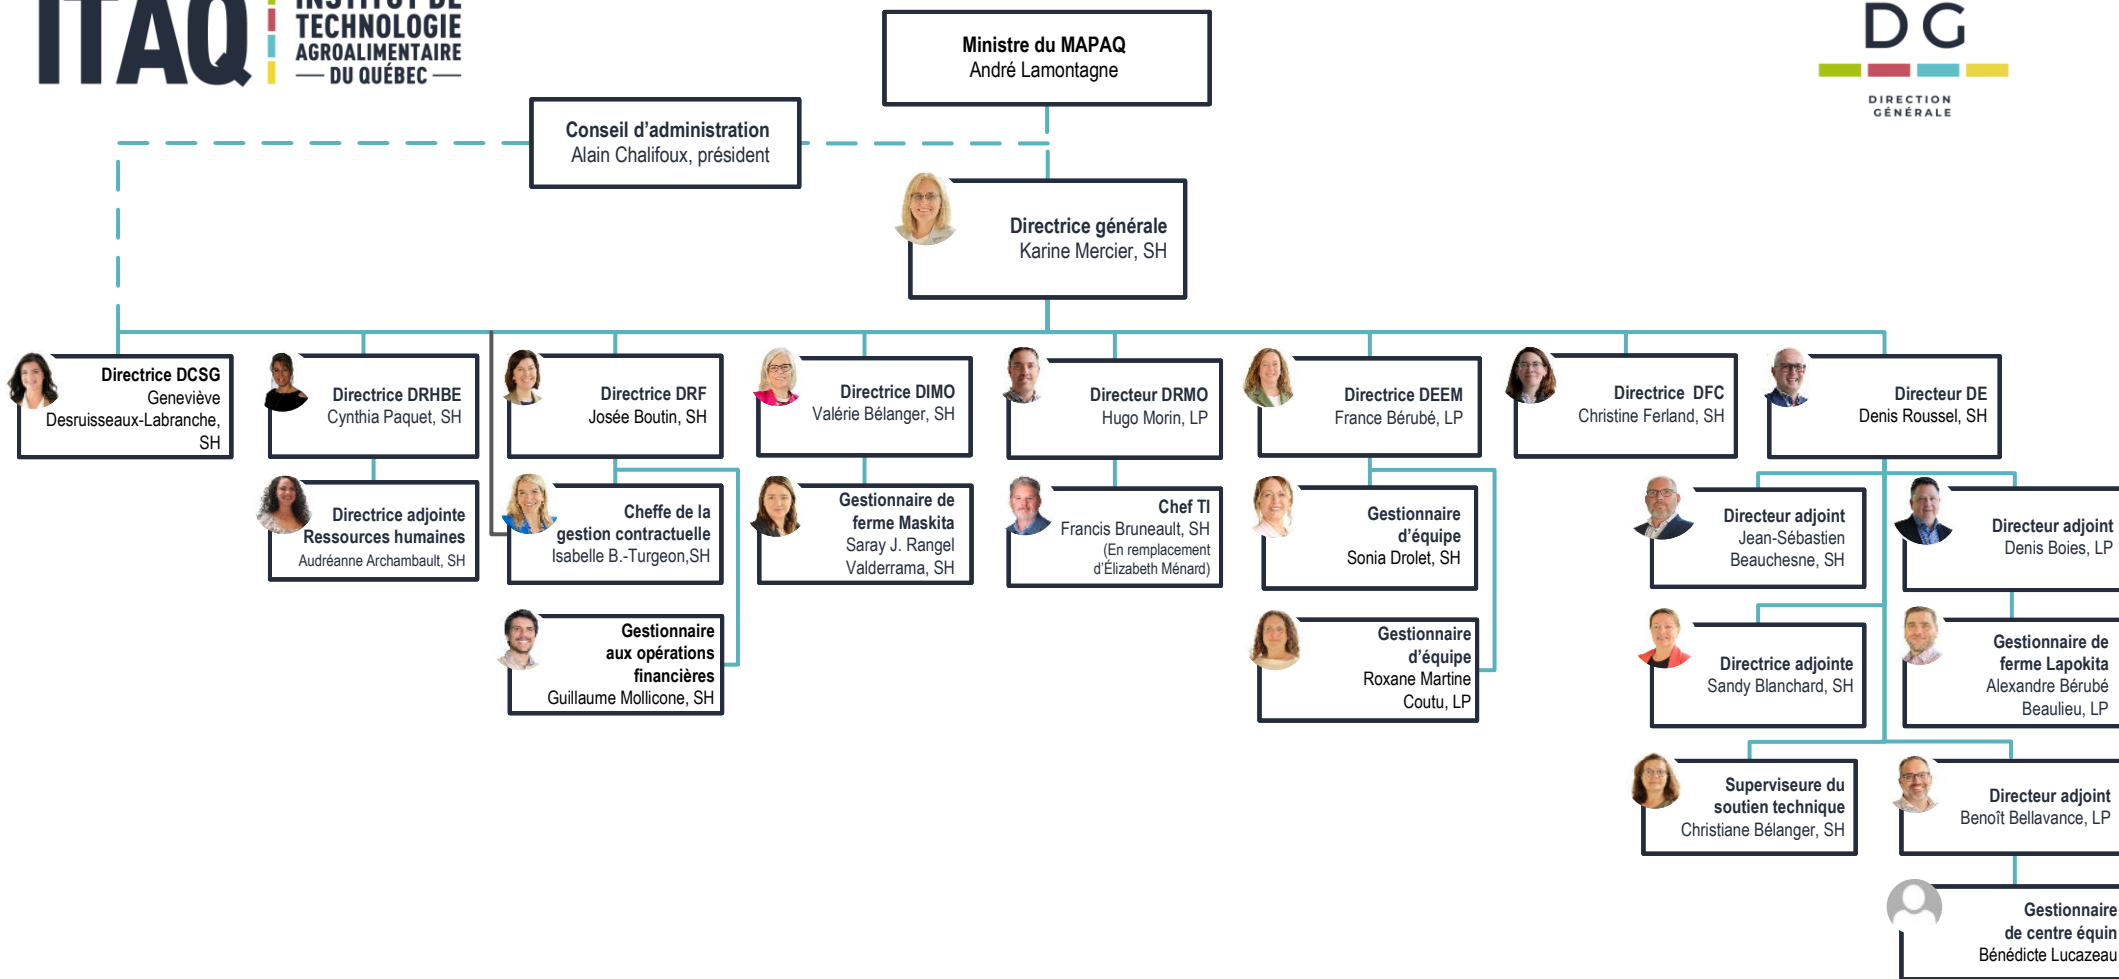 ITAQ
INSTITUT DE
TECHNOLOGIE
AGROALIMENTAIRE
DU QUÉBEC
DG
DIRECTION
GÉNÉRALE
Ministre du MAPAQ
André Lamontagne
Conseil d'administration
Alain Chalifoux, président
Directrice générale
Karine Mercier, SH
Directrice DCSG
Geneviève
Desruisseaux-Labranche,
SH
Directrice DRHBE
Cynthia Paquet, SH
Directrice DRF
Josée Boutin, SH
Directrice DIMO
Valérie Bélanger, SH
Directeur DRMO
Hugo Morin, LP
Directrice DEEM
France Bérubé, LP
Directrice DFC
Christine Ferland, SH
Directeur DE
Denis Roussel, SH
Directrice adjointe
Ressources humaines
Audréanne Archambault, SH
Cheffe de la
gestion contractuelle
Isabelle B.-Turgeon,SH
Gestionnaire de
ferme Maskita
Saray J. Rangel
Valderrama, SH
Chef TI
Francis Bruneault, SH
(En remplacement
d'Élizabeth Ménard)
Gestionnaire
d'équipe
Sonia Drolet, SH
Directeur adjoint
Jean-Sébastien
Beauchesne, SH
Directeur adjoint
Denis Boies, LP
Gestionnaire
aux opérations
financières
Guillaume Mollicone, SH
Gestionnaire
d'équipe
Roxane Martine
Coutu, LP
Directrice adjointe
Sandy Blanchard, SH
Gestionnaire de
ferme Lapokita
Alexandre Bérubé
Beaulieu, LP
Superviseure du
soutien technique
Christiane Bélanger, SH
Directeur adjoint
Benoît Bellavance, LP
Gestionnaire
de centre équin
Bénédicte Lucazeau